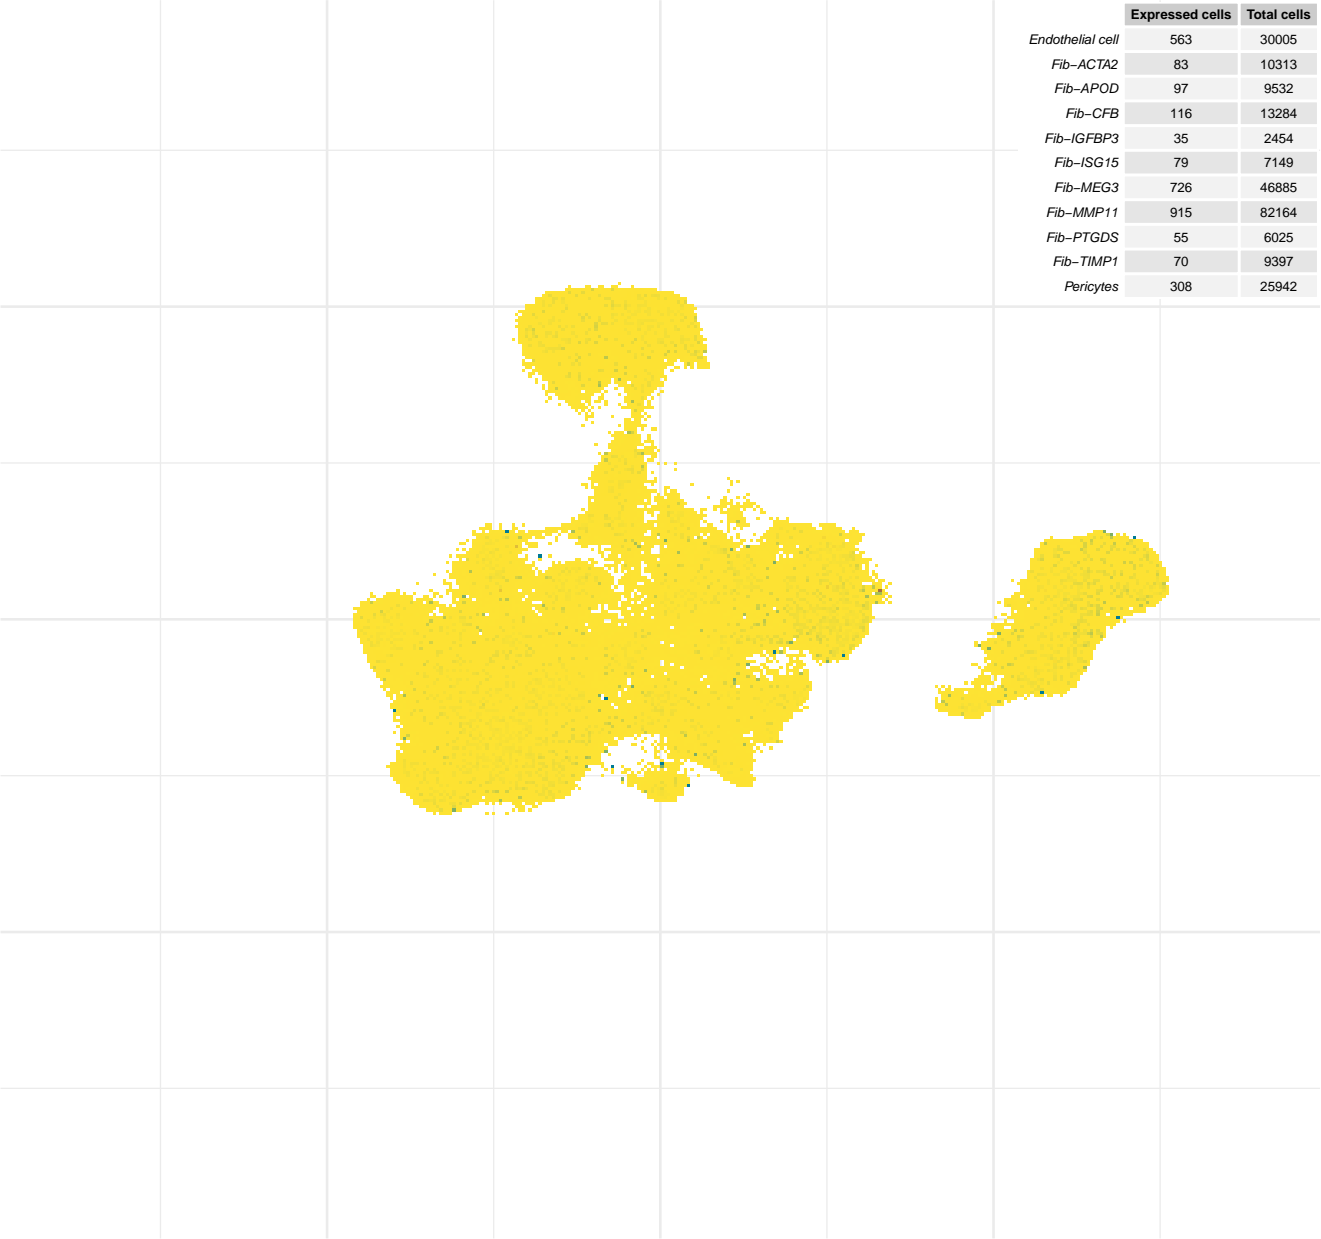 Expressed cells Total cells
Endothelial cell 563 30005
Fib−ACTA2 83 10313
Fib−APOD 97 9532
Fib−CFB 116 13284
Fib−IGFBP3 35 2454
Fib−ISG15 79 7149
Fib−MEG3 726 46885
Fib−MMP11 915 82164
Fib−PTGDS 55 6025
Fib−TIMP1 70 9397
Pericytes 308 25942